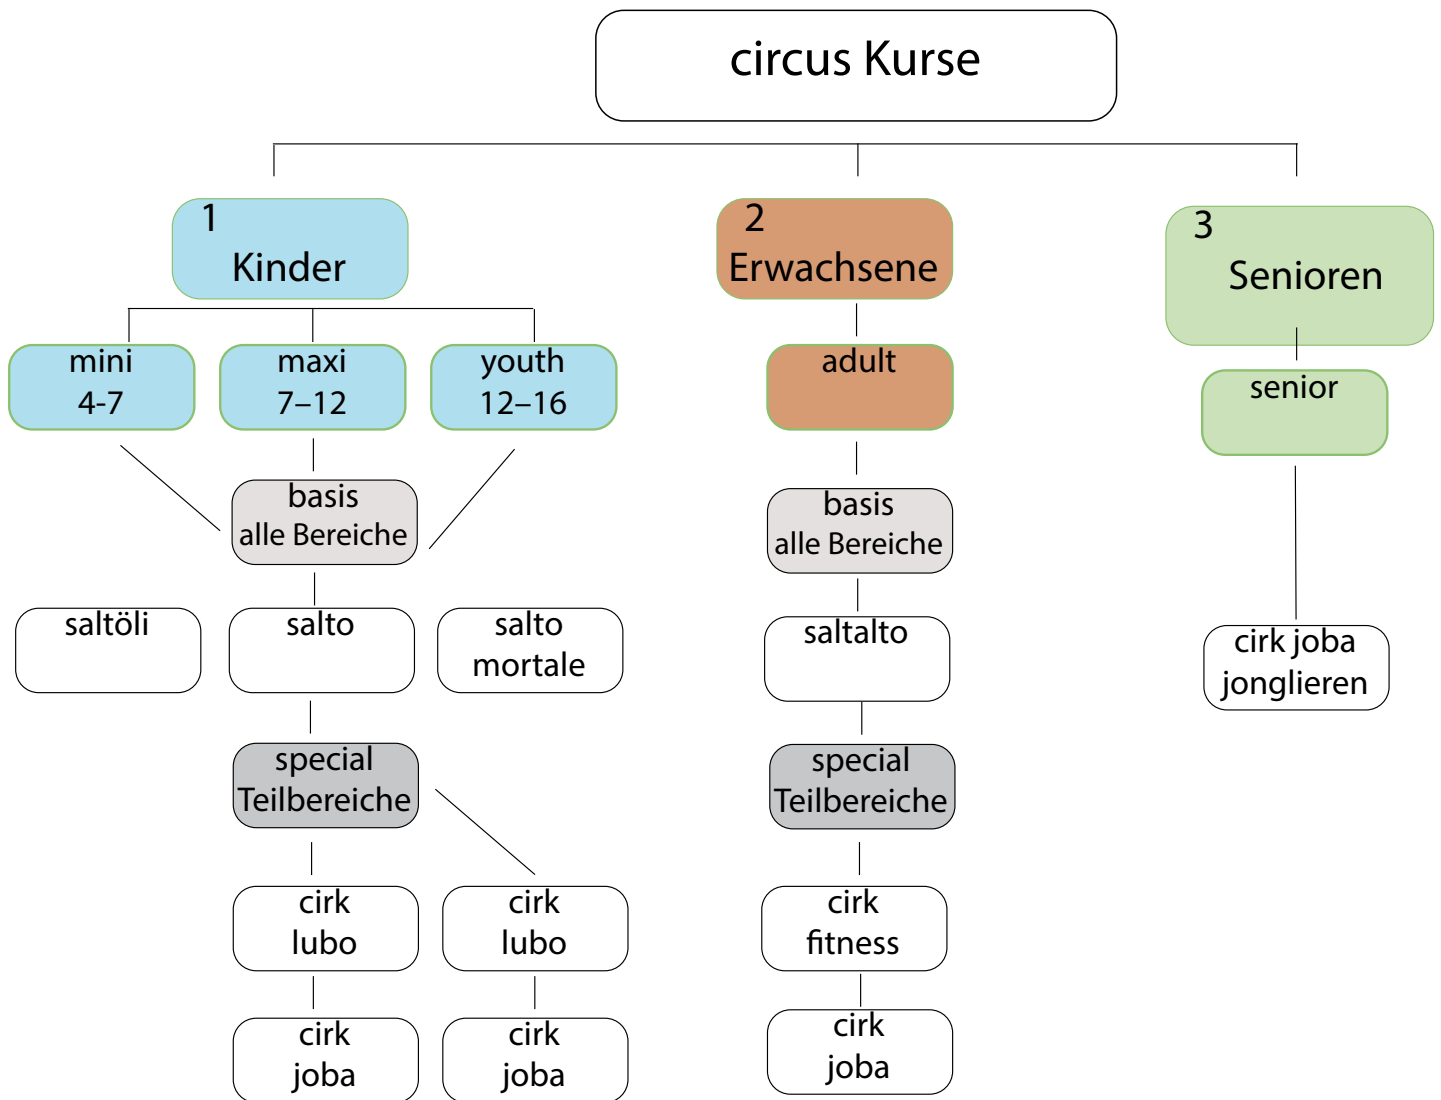 circus Kurse
1
Kinder
2
Erwachsene
3
Senioren
mini
4-7
maxi
7–12
youth
12–16
adult
senior
basis
alle Bereiche
basis
alle Bereiche
saltöli
salto
salto
mortale
saltalto
cirk joba
jonglieren
special
Teilbereiche
special
Teilbereiche
cirk
lubo
cirk
lubo
cirk
fitness
cirk
joba
cirk
joba
cirk
joba